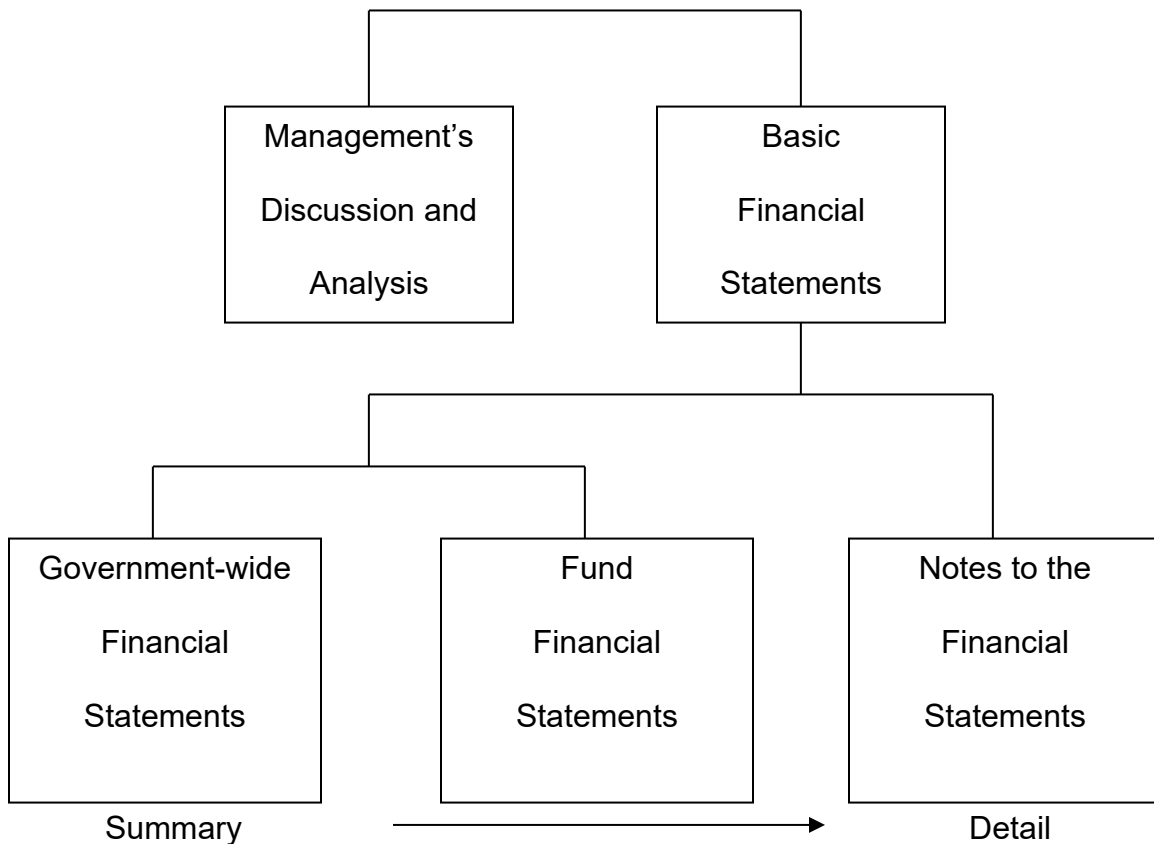 Management’s
Discussion and
Analysis
Basic
Financial
Statements
Government-wide
Financial
Statements
Fund
Financial
Statements
Notes to the
Financial
Statements
Summary
Detail